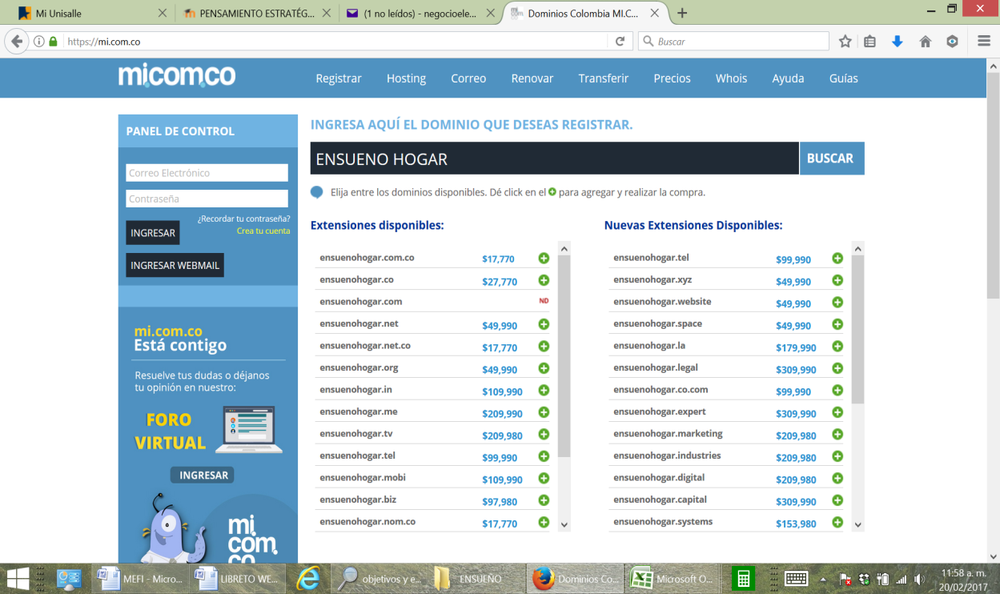 Mi Unisalle
PENSAMIENTO ESTRATÉG...
(1 no leídos) - negocioele...
Dominios Colombia MI.C...
https://mi.com.co
Buscar
mi.com.co
Registrar Hosting Correo Renovar Transferir Precios Whois Ayuda Guías
PANEL DE CONTROL
Correo Electrónico
Contraseña
¿Recordar tu contraseña?
Crea tu cuenta
INGRESAR
INGRESAR WEBMAIL
mi.com.co
Está contigo
Resuelve tus dudas o déjanos
tu opinión en nuestro:
FORO
VIRTUAL
INGRESAR
mi.
com.
co
INGRESA AQUÍ EL DOMINIO QUE DESEAS REGISTRAR.
ENSUENO HOGAR
BUSCAR
Elija entre los dominios disponibles. Dé click en el para agregar y realizar la compra.
Extensiones disponibles:
ensuenohogar.com.co $17,770
ensuenohogar.co $27,770
ensuenohogar.com ND
ensuenohogar.net $49,990
ensuenohogar.net.co $17,770
ensuenohogar.org $49,990
ensuenohogar.in $109,990
ensuenohogar.me $209,990
ensuenohogar.tv $209,980
ensuenohogar.tel $99,990
ensuenohogar.mobi $109,990
ensuenohogar.biz $97,980
ensuenohogar.nom.co $17,770
Nuevas Extensiones Disponibles:
ensuenohogar.tel $99,990
ensuenohogar.xyz $49,990
ensuenohogar.website $49,990
ensuenohogar.space $49,990
ensuenohogar.la $179,990
ensuenohogar.legal $309,990
ensuenohogar.co.com $99,990
ensuenohogar.expert $309,990
ensuenohogar.marketing $209,980
ensuenohogar.industries $209,980
ensuenohogar.digital $209,980
ensuenohogar.capital $309,990
ensuenohogar.systems $153,980
MEFI - Micro...
LIBRETO WE...
objetivos y e...
ENSUEÑO
Dominios Co...
Microsoft O...
11:58 a. m.
20/02/2017